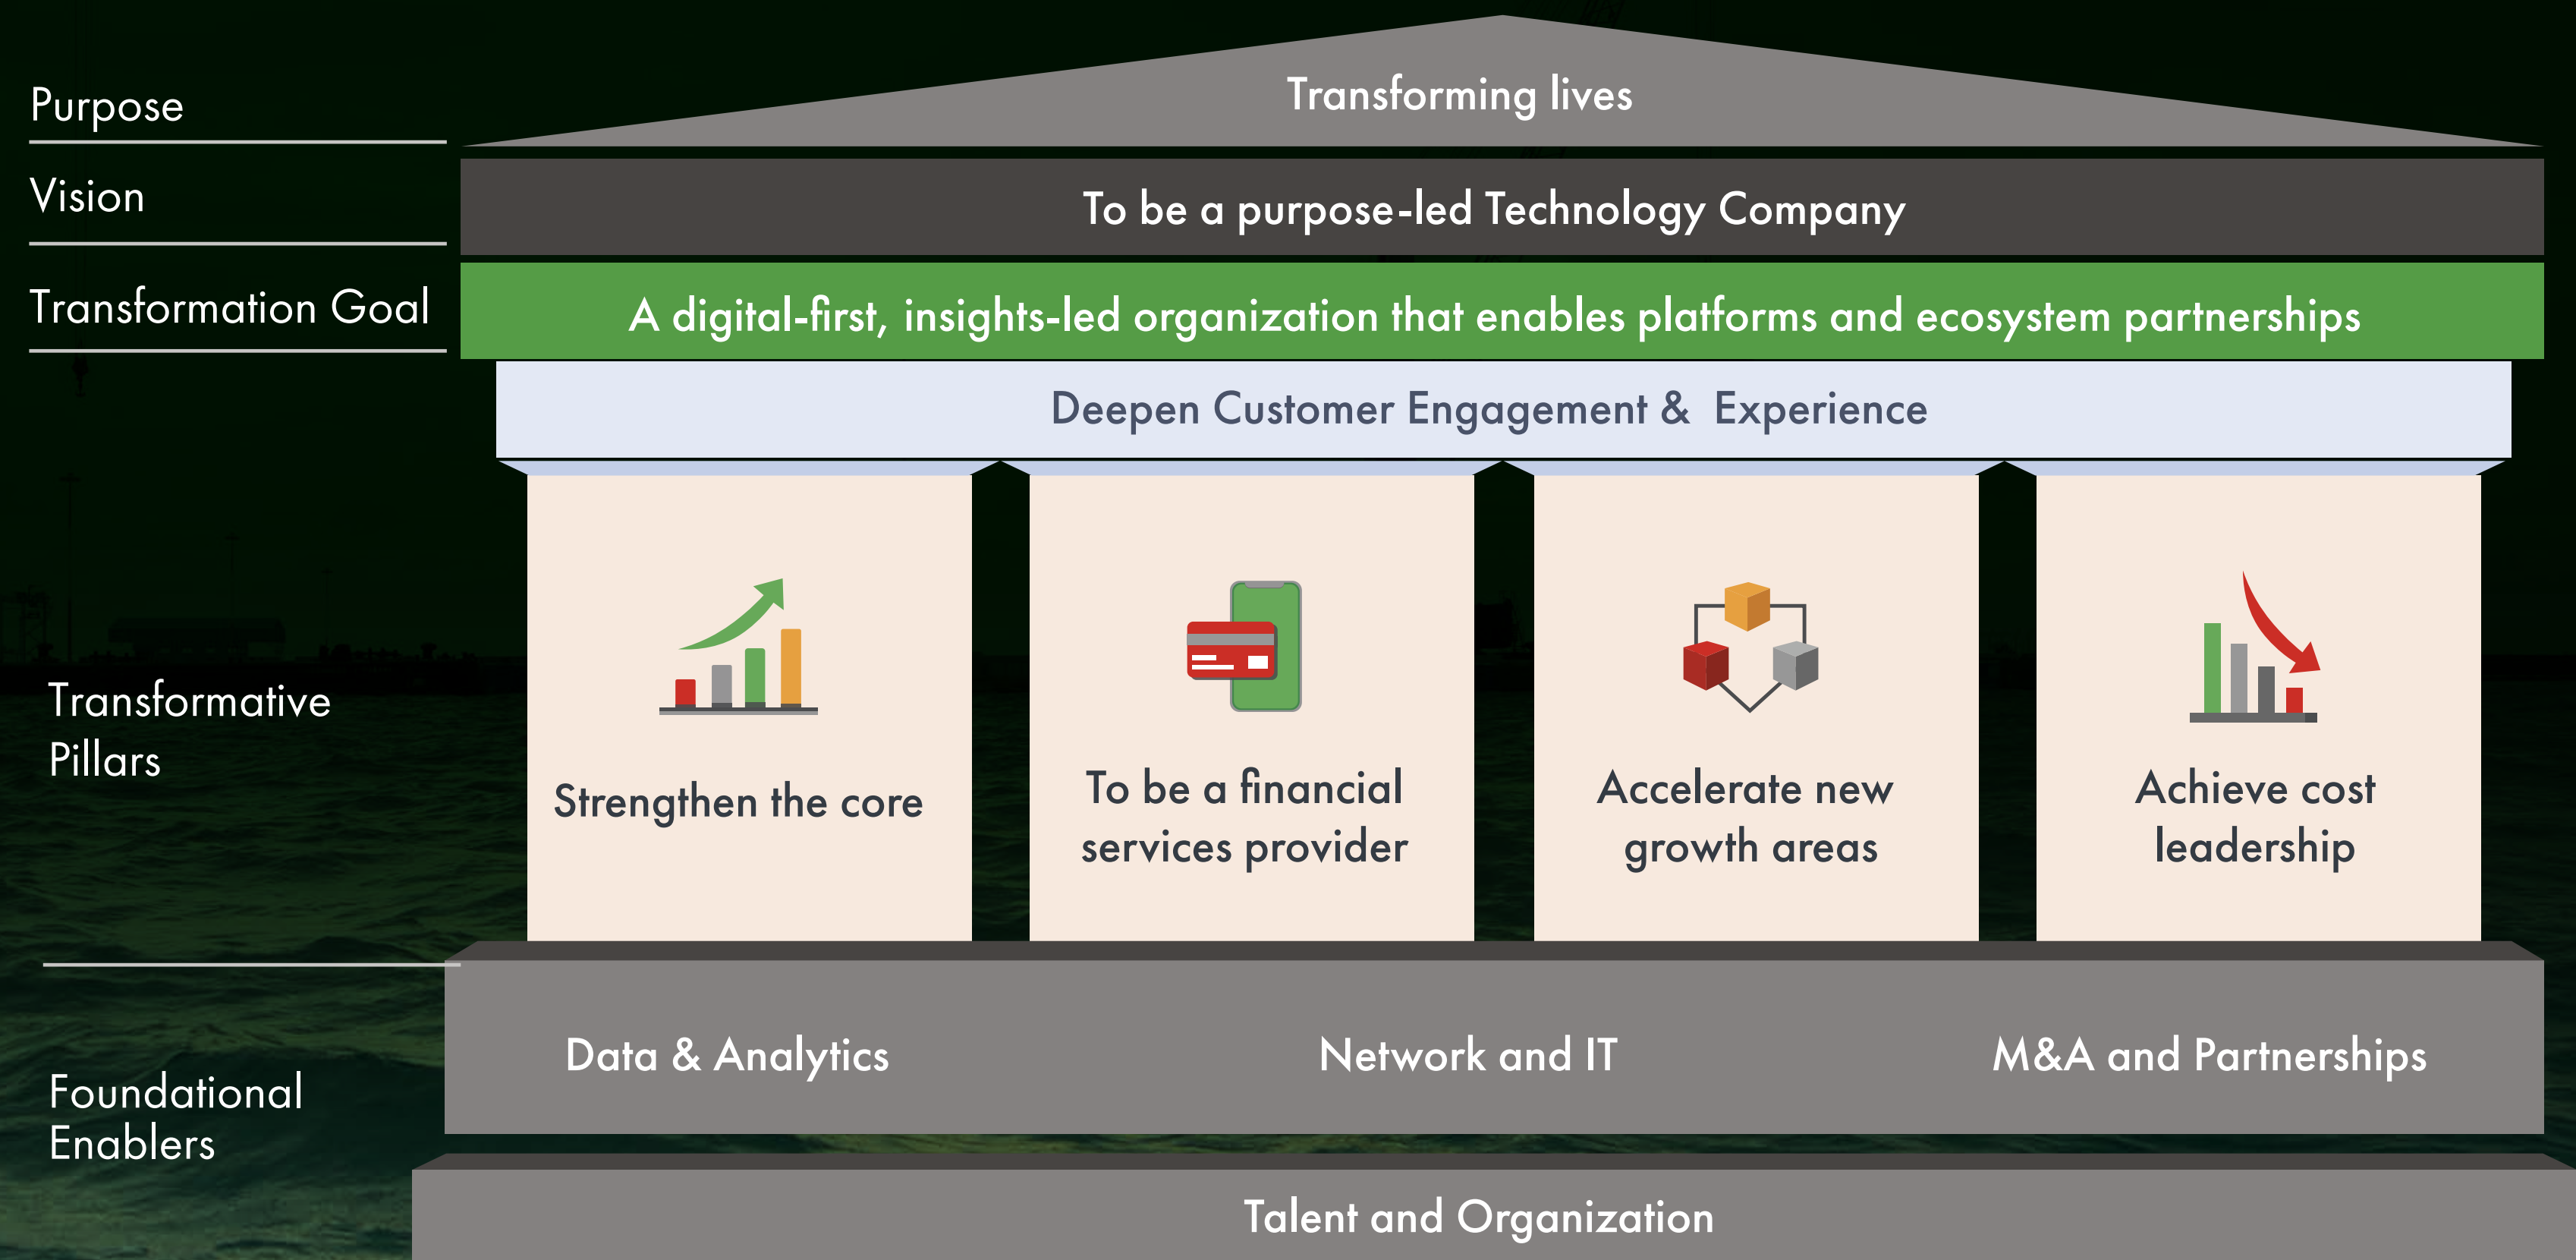 Purpose
Transforming lives
Vision
To be a purpose-led Technology Company
Transformation Goal
A digital-first, insights-led organization that enables platforms and ecosystem partnerships
Deepen Customer Engagement & Experience
Transformative
Pillars
Strengthen the core
To be a financial
services provider
Accelerate new
growth areas
Achieve cost
leadership
Foundational
Enablers
Data & Analytics
Network and IT
M&A and Partnerships
Talent and Organization